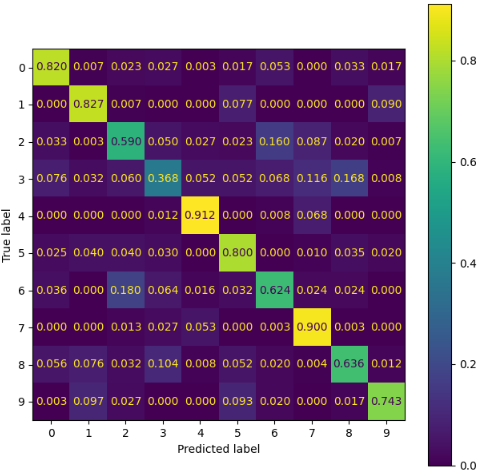 0 0.820 0.007 0.023 0.027 0.003 0.017 0.053 0.000 0.033 0.017
1 0.000 0.827 0.007 0.000 0.000 0.077 0.000 0.000 0.000 0.090
2 0.033 0.003 0.590 0.050 0.027 0.023 0.160 0.087 0.020 0.007
3 0.076 0.032 0.060 0.368 0.052 0.052 0.068 0.116 0.168 0.008
4 0.000 0.000 0.000 0.012 0.912 0.000 0.008 0.068 0.000 0.000
5 0.025 0.040 0.040 0.030 0.000 0.800 0.000 0.010 0.035 0.020
6 0.036 0.000 0.180 0.064 0.016 0.032 0.624 0.024 0.024 0.000
7 0.000 0.000 0.013 0.027 0.053 0.000 0.003 0.900 0.003 0.000
8 0.056 0.076 0.032 0.104 0.008 0.052 0.020 0.004 0.636 0.012
9 0.003 0.097 0.027 0.000 0.000 0.093 0.020 0.000 0.017 0.743
0 1 2 3 4 5 6 7 8 9
Predicted label
True label
0.8
0.6
0.4
0.2
0.0